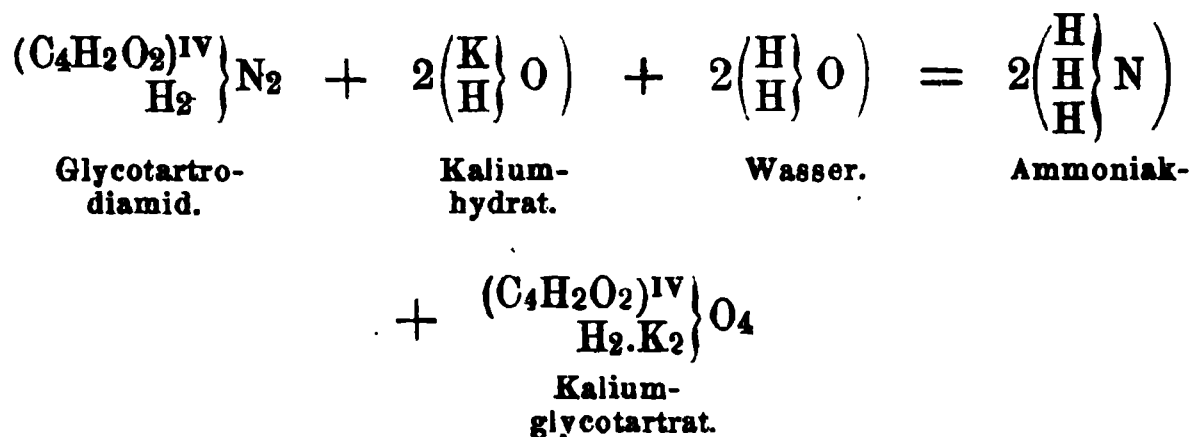 (C4H2O2)IV
H2 } N2 + 2( K H } O ) + 2( H H } O ) = 2( H H H } N )
Glycotartro- Kalium- Wasser. Ammoniak-
diamid. hydrat.
+ (C4H2O2)IV
H2.K2 } O4
Kalium-
glycotartrat.